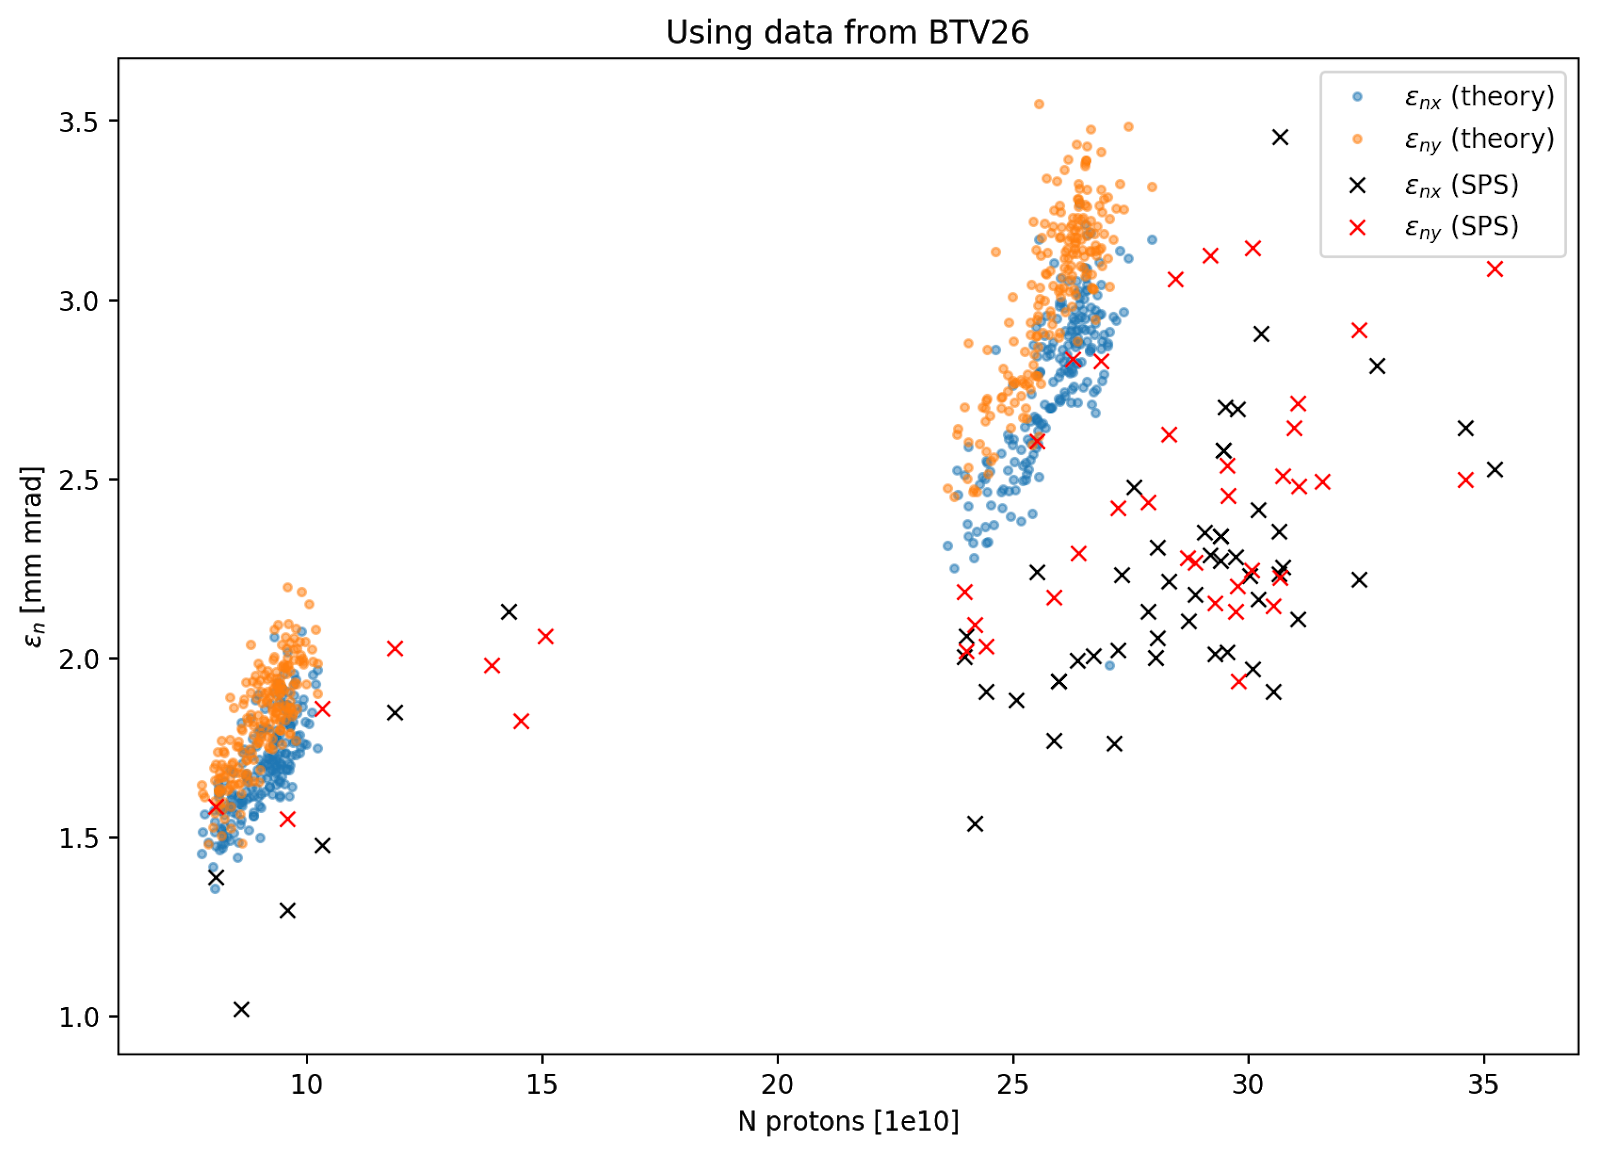 Using data from BTV26
εnx (theory)
εny (theory)
εnx (SPS)
εny (SPS)
3.5
3.0
2.5
2.0
1.5
1.0
εn [mm mrad]
10 15 20 25 30 35
N protons [1e10]